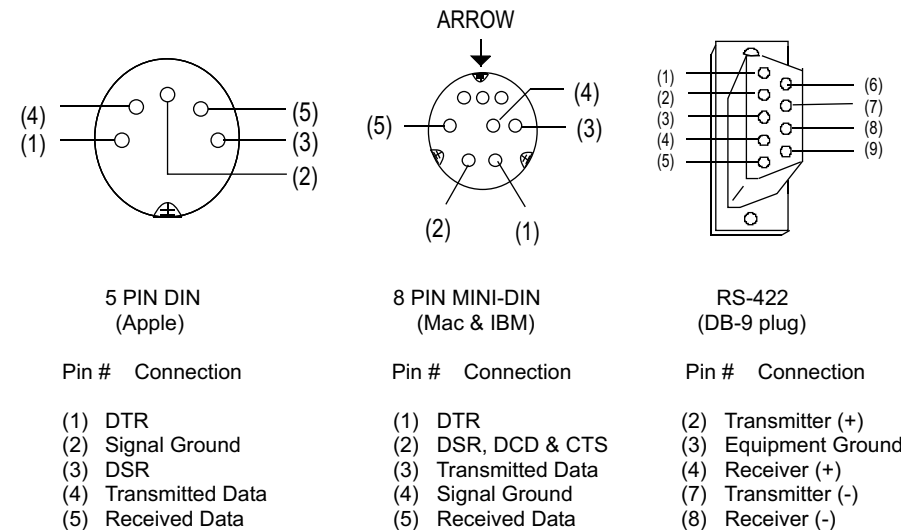 ARROW
(4)
(1)
(5)
(3)
(2)
(5)
(4)
(3)
(2)
(1)
(1)
(2)
(3)
(4)
(5)
(6)
(7)
(8)
(9)
5 PIN DIN
(Apple)
Pin # Connection
(1) DTR
(2) Signal Ground
(3) DSR
(4) Transmitted Data
(5) Received Data
8 PIN MINI-DIN
(Mac & IBM)
Pin # Connection
(1) DTR
(2) DSR, DCD & CTS
(3) Transmitted Data
(4) Signal Ground
(5) Received Data
RS-422
(DB-9 plug)
Pin # Connection
(2) Transmitter (+)
(3) Equipment Ground
(4) Receiver (+)
(7) Transmitter (-)
(8) Receiver (-)